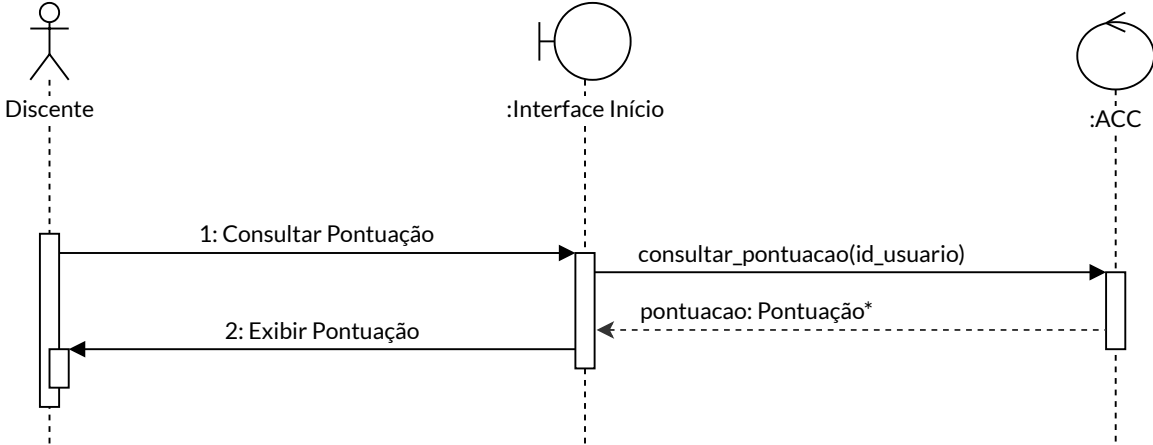 Discente
:Interface Início
:ACC
1: Consultar Pontuação
consultar_pontuacao(id_usuario)
pontuacao: Pontuação*
2: Exibir Pontuação